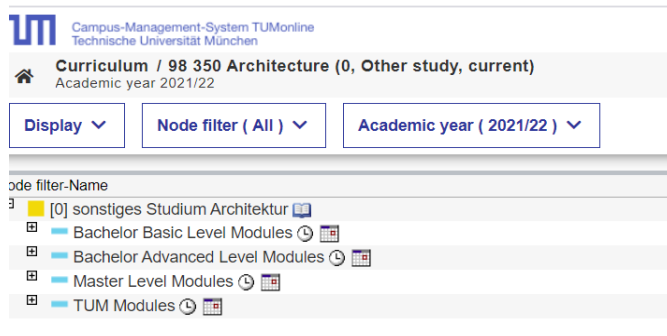 TUM
Campus-Management-System TUMonline
Technische Universität München
Curriculum / 98 350 Architecture (0, Other study, current)
Academic year 2021/22
Display
Node filter ( All )
Academic year ( 2021/22 )
ode filter-Name
[0] sonstiges Studium Architektur
Bachelor Basic Level Modules
Bachelor Advanced Level Modules
Master Level Modules
TUM Modules